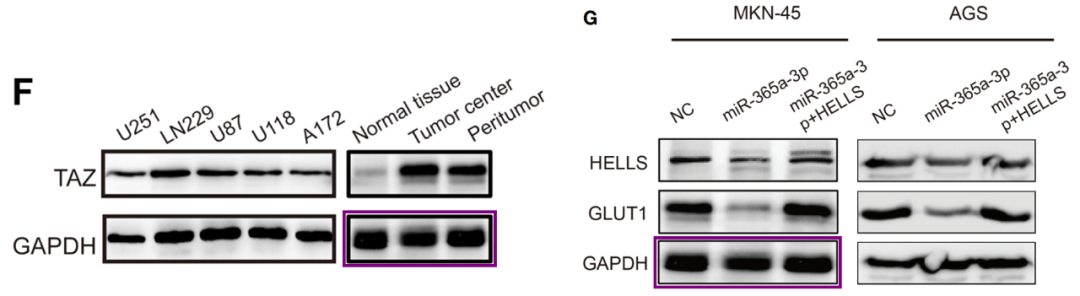 F
U251
LN229
U87
U118
A172
Normal tissue
Tumor center
Peritumor
TAZ
GAPDH
G
MKN-45
AGS
NC
miR-365a-3p
miR-365a-3
p+HELLS
NC
miR-365a-3p
miR-365a-3
p+HELLS
HELLS
GLUT1
GAPDH